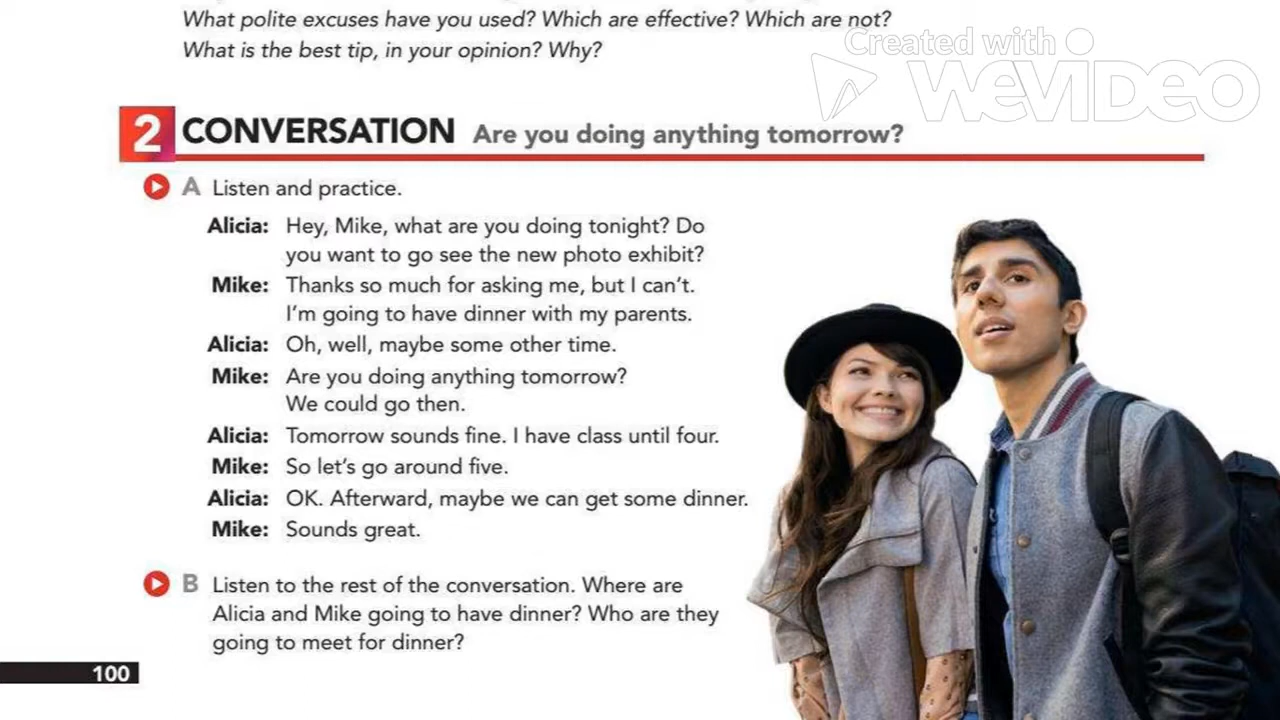 What polite excuses have you used? Which are effective? Which are not?
What is the best tip, in your opinion? Why?
Created with
WEVIDEO
2 CONVERSATION Are you doing anything tomorrow?
A Listen and practice.
Alicia: Hey, Mike, what are you doing tonight? Do
you want to go see the new photo exhibit?
Mike: Thanks so much for asking me, but I can't.
I'm going to have dinner with my parents.
Alicia: Oh, well, maybe some other time.
Mike: Are you doing anything tomorrow?
We could go then.
Alicia: Tomorrow sounds fine. I have class until four.
Mike: So let's go around five.
Alicia: OK. Afterward, maybe we can get some dinner.
Mike: Sounds great.
B Listen to the rest of the conversation. Where are
Alicia and Mike going to have dinner? Who are they
going to meet for dinner?
100